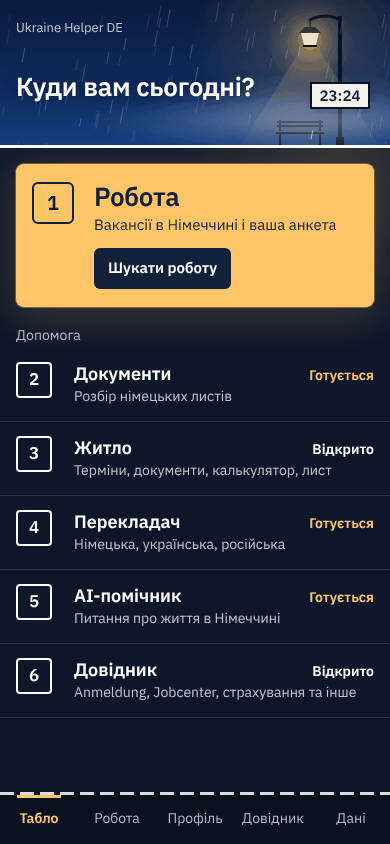 Ukraine Helper DE
Куди вам сьогодні?
23:24
1
Робота
Вакансії в Німеччині і ваша анкета
Шукати роботу
Допомога
2
Документи
Готується
Розбір німецьких листів
3
Житло
Відкрито
Терміни, документи, калькулятор, лист
4
Перекладач
Готується
Німецька, українська, російська
5
AI-помічник
Готується
Питання про життя в Німеччині
6
Довідник
Відкрито
Anmeldung, Jobcenter, страхування та інше
Табло
Робота
Профіль
Довідник
Дані